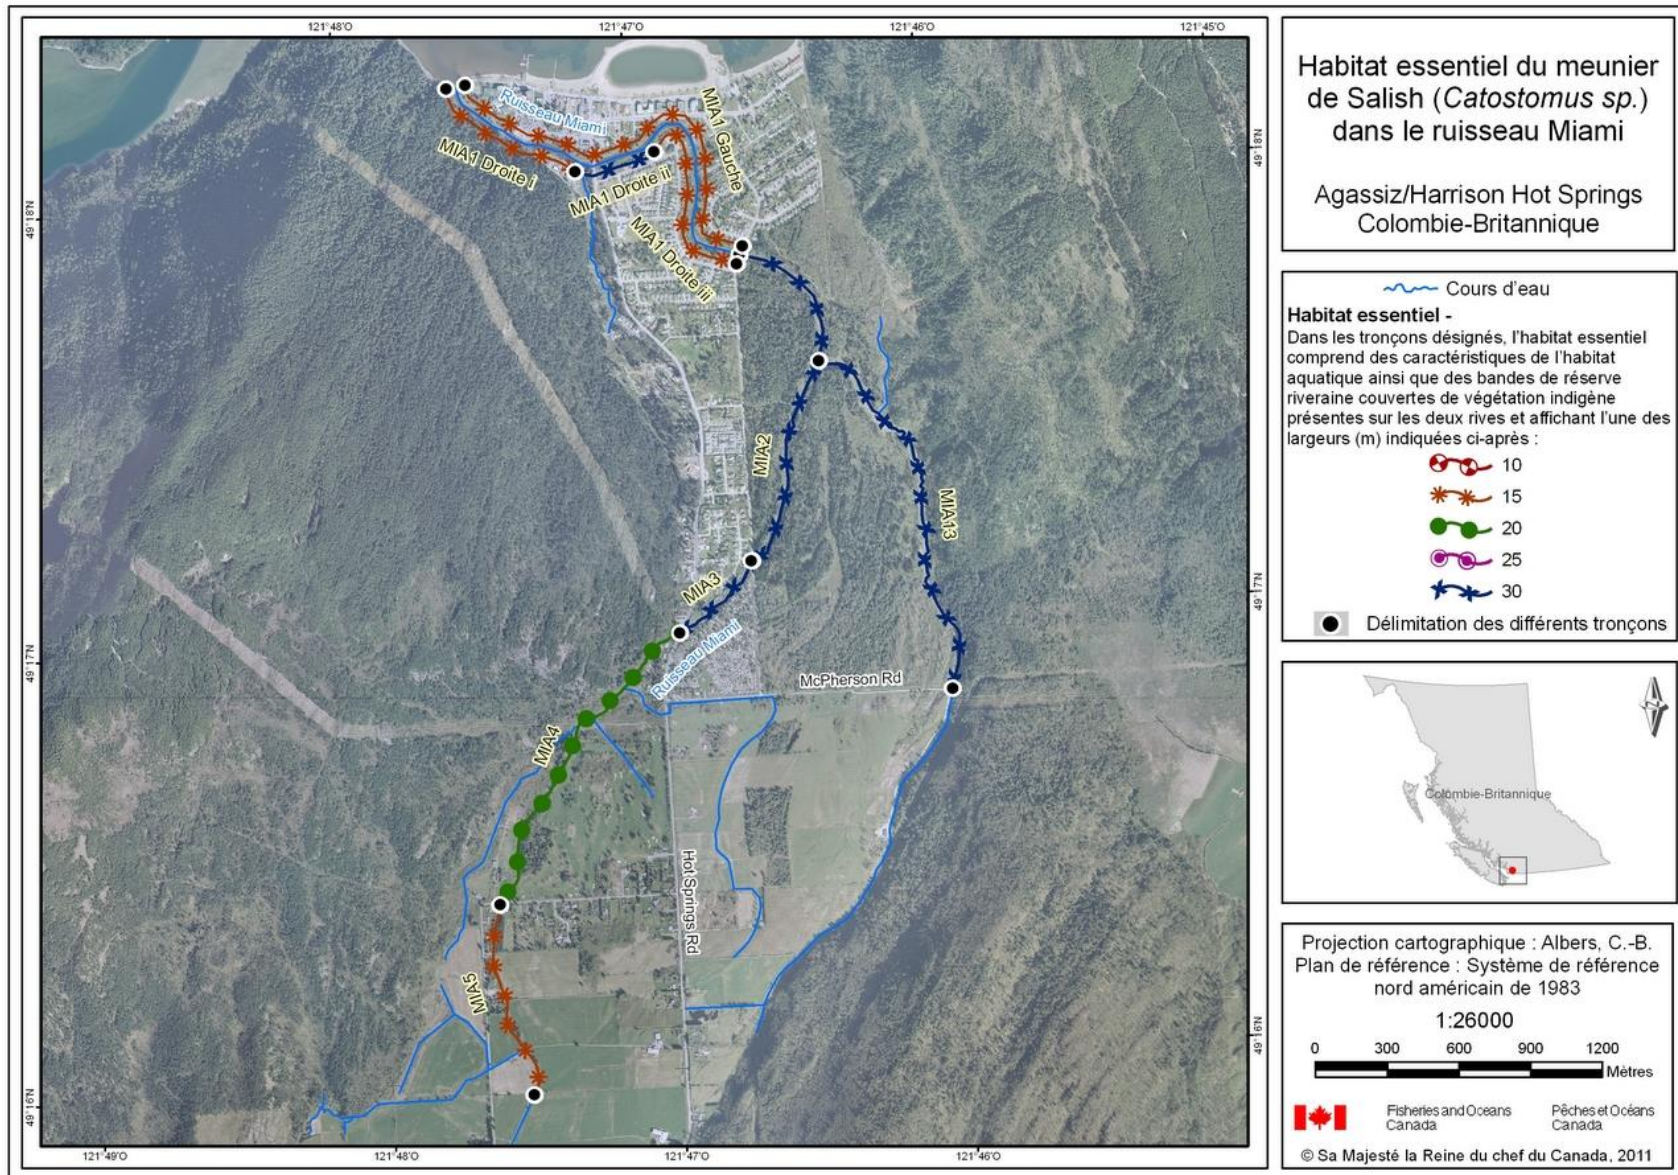 121°48'O
121°47'O
121°46'O
121°45'O
49°18'N
49°17'N
49°16'N
49°18'N
49°17'N
49°16'N
121°49'O
121°48'O
121°47'O
121°46'O
Ruisseau Miami
MIA1 Gauche
MIA1 Droite i
MIA1 Droite ii
MIA1 Droite iii
MIA2
MIA13
MIA3
Ruisseau Miami
McPherson Rd
MIA4
Hot Springs Rd
MIA5
Habitat essentiel du meunier
de Salish (Catostomus sp.)
dans le ruisseau Miami
Agassiz/Harrison Hot Springs
Colombie-Britannique
Cours d'eau
Habitat essentiel -
Dans les tronçons désignés, l'habitat essentiel
comprend des caractéristiques de l'habitat
aquatique ainsi que des bandes de réserve
riveraine couvertes de végétation indigène
présentes sur les deux rives et affichant l'une des
largeurs (m) indiquées ci-après :
10
15
20
25
30
Délimitation des différents tronçons
Colombie-Britannique
Projection cartographique : Albers, C.-B.
Plan de référence : Système de référence
nord américain de 1983
1:26000
0 300 600 900 1200
Mètres
Fisheries and Oceans
Canada
Pêches et Océans
Canada
© Sa Majesté la Reine du chef du Canada, 2011